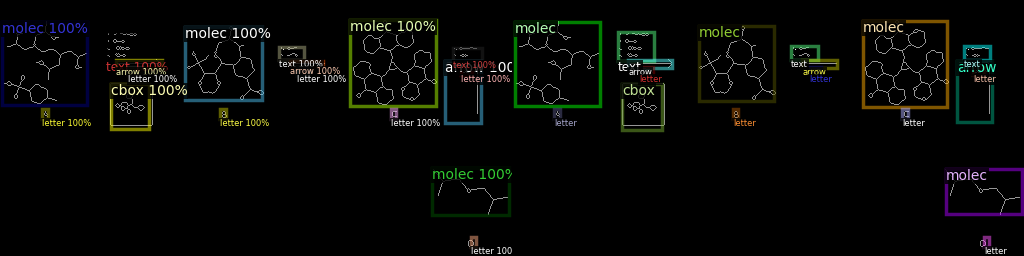 molec 100%
molec 100%
molec 100%
molec
molec
molec
text 100%
arrow 100%
letter 100%
text 100%
arrow 100%
letter 100%
text 100%
letter 100%
text
arrow
letter
text
arrow
letter
text
arrow
letter
cbox 100%
cbox
letter 100%
letter 100%
letter 100%
letter
letter
letter
molec 100%
molec
letter 100
letter